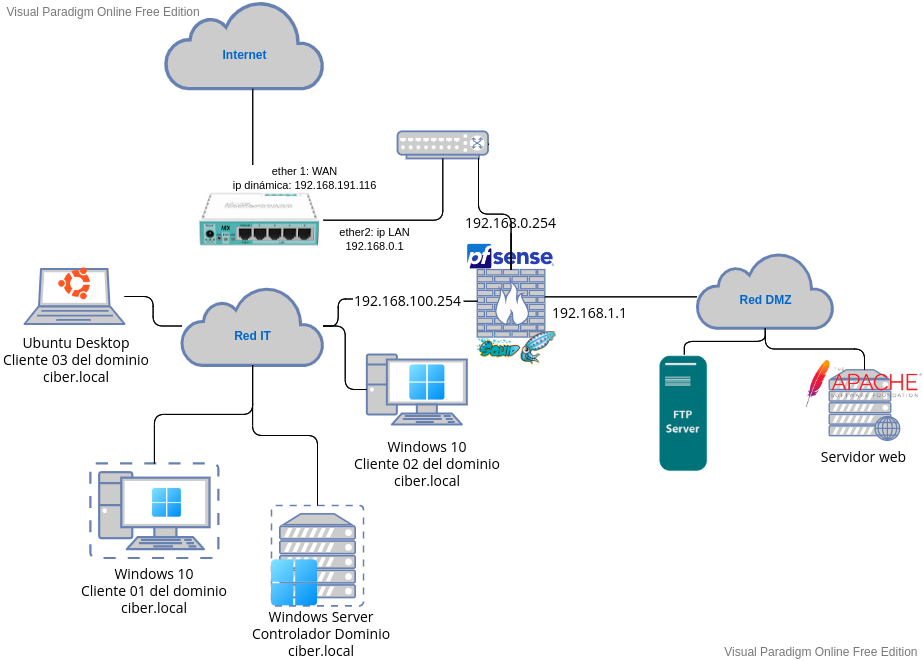 Visual Paradigm Online Free Edition
Internet
ether 1: WAN
ip dinámica: 192.168.191.116
ether2: ip LAN
192.168.0.1
192.168.0.254
pfsense
192.168.100.254
192.168.1.1
Red DMZ
Red IT
Squid
Ubuntu Desktop
Cliente 03 del dominio
ciber.local
Windows 10
Cliente 02 del dominio
ciber.local
FTP
Server
THE
APACHE
SOFTWARE FOUNDATION
Servidor web
Windows 10
Cliente 01 del dominio
ciber.local
Windows Server
Controlador Dominio
ciber.local
Visual Paradigm Online Free Edition